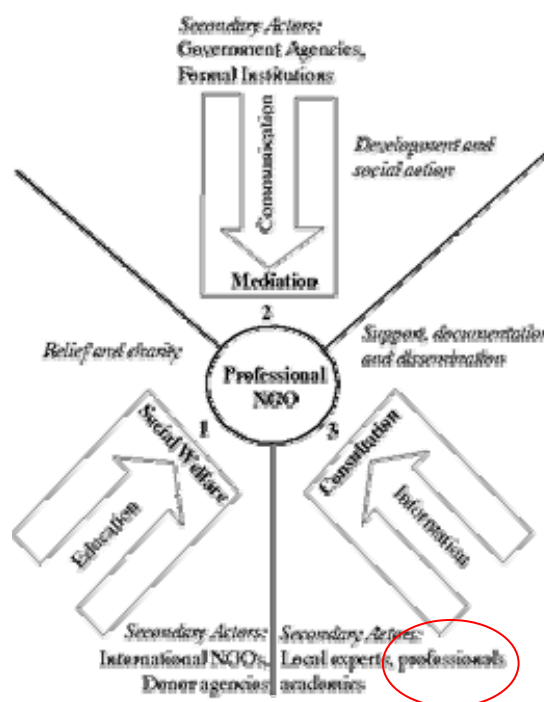 Secondary Actors:
Government Agencies,
Formal Institutions
Communication
Development and
social action
Mediation
2
Relief and charity
Support, documentation
and dissemination
Professional
NGO
1
3
Social Welfare
Education
Consultation
Information
Secondary Actors:
International NGOs,
Donor agencies
Secondary Actors:
Local experts, professionals
academics